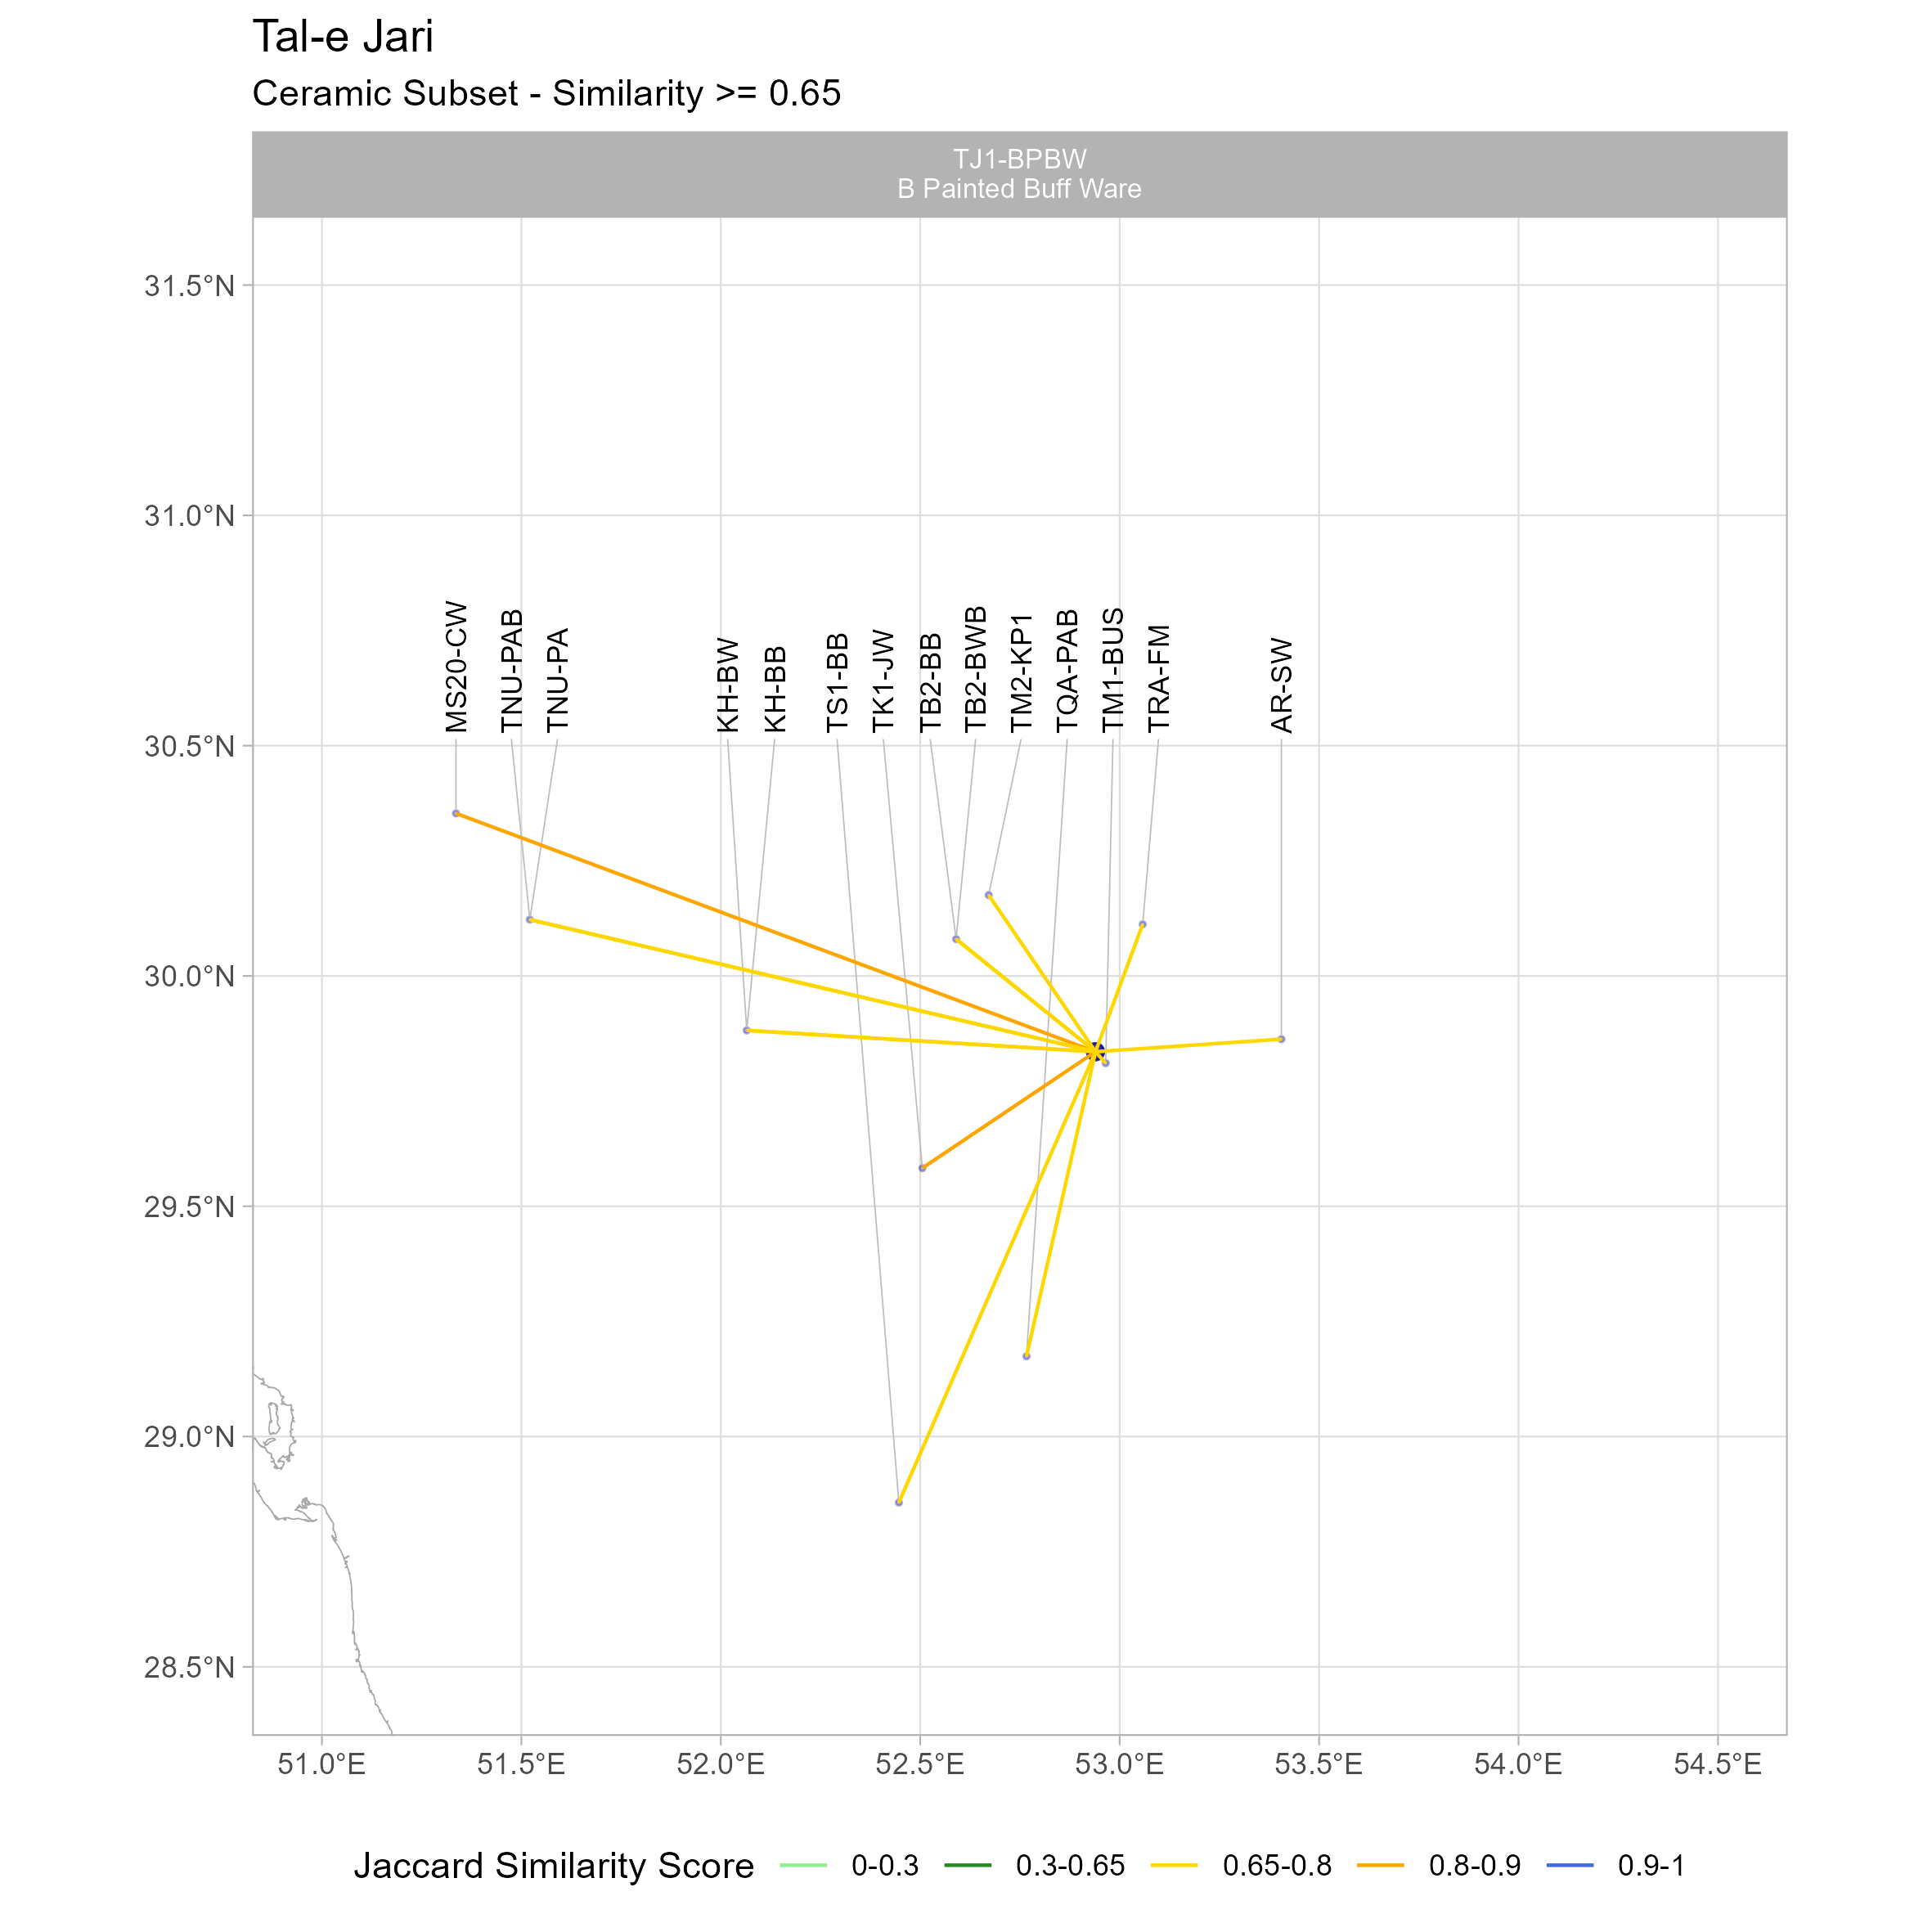 Tal-e Jari
Ceramic Subset - Similarity >= 0.65
TJ1-BPBW
B Painted Buff Ware
31.5°N
31.0°N
30.5°N
30.0°N
29.5°N
29.0°N
28.5°N
MS20-CW
TNU-PAB
TNU-PA
KH-BW
KH-BB
TS1-BB
TK1-JW
TB2-BB
TB2-BWB
TM2-KP1
TQA-PAB
TM1-BUS
TRA-FM
AR-SW
51.0°E 51.5°E 52.0°E 52.5°E 53.0°E 53.5°E 54.0°E 54.5°E
Jaccard Similarity Score 0-0.3 0.3-0.65 0.65-0.8 0.8-0.9 0.9-1